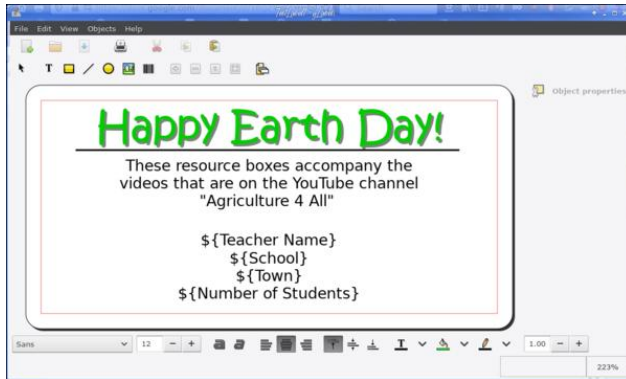 File Edit View Objects Help
Object properties
Happy Earth Day!
These resource boxes accompany the
videos that are on the YouTube channel
"Agriculture 4 All"
${Teacher Name}
${School}
${Town}
${Number of Students}
Sans 12 1.00
223%